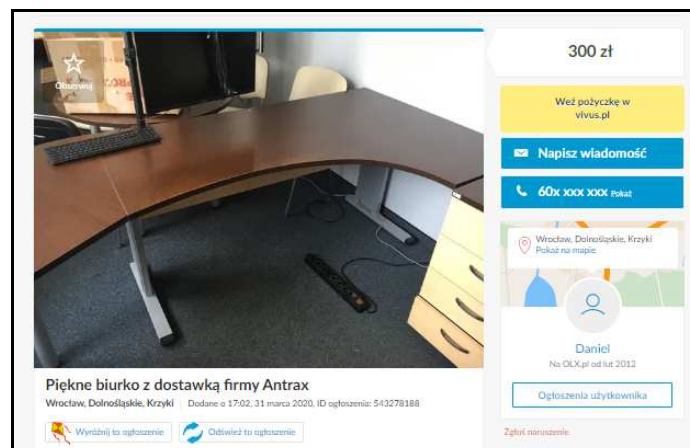 Obserwuj
300 zł
Weź pożyczkę w
vivus.pl
Napisz wiadomość
60x xxx xxx Pokaż
Wrocław, Dolnośląskie, Krzyki
Pokaż na mapie
Daniel
Na OLX.pl od lut 2012
Ogłoszenia użytkownika
Zgłoś naruszenie
Piękne biurko z dostawką firmy Antrax
Wrocław, Dolnośląskie, Krzyki | Dodane o 17:02, 31 marca 2020, ID ogłoszenia: 543278188
Wyróżnij to ogłoszenie
Odśwież to ogłoszenie